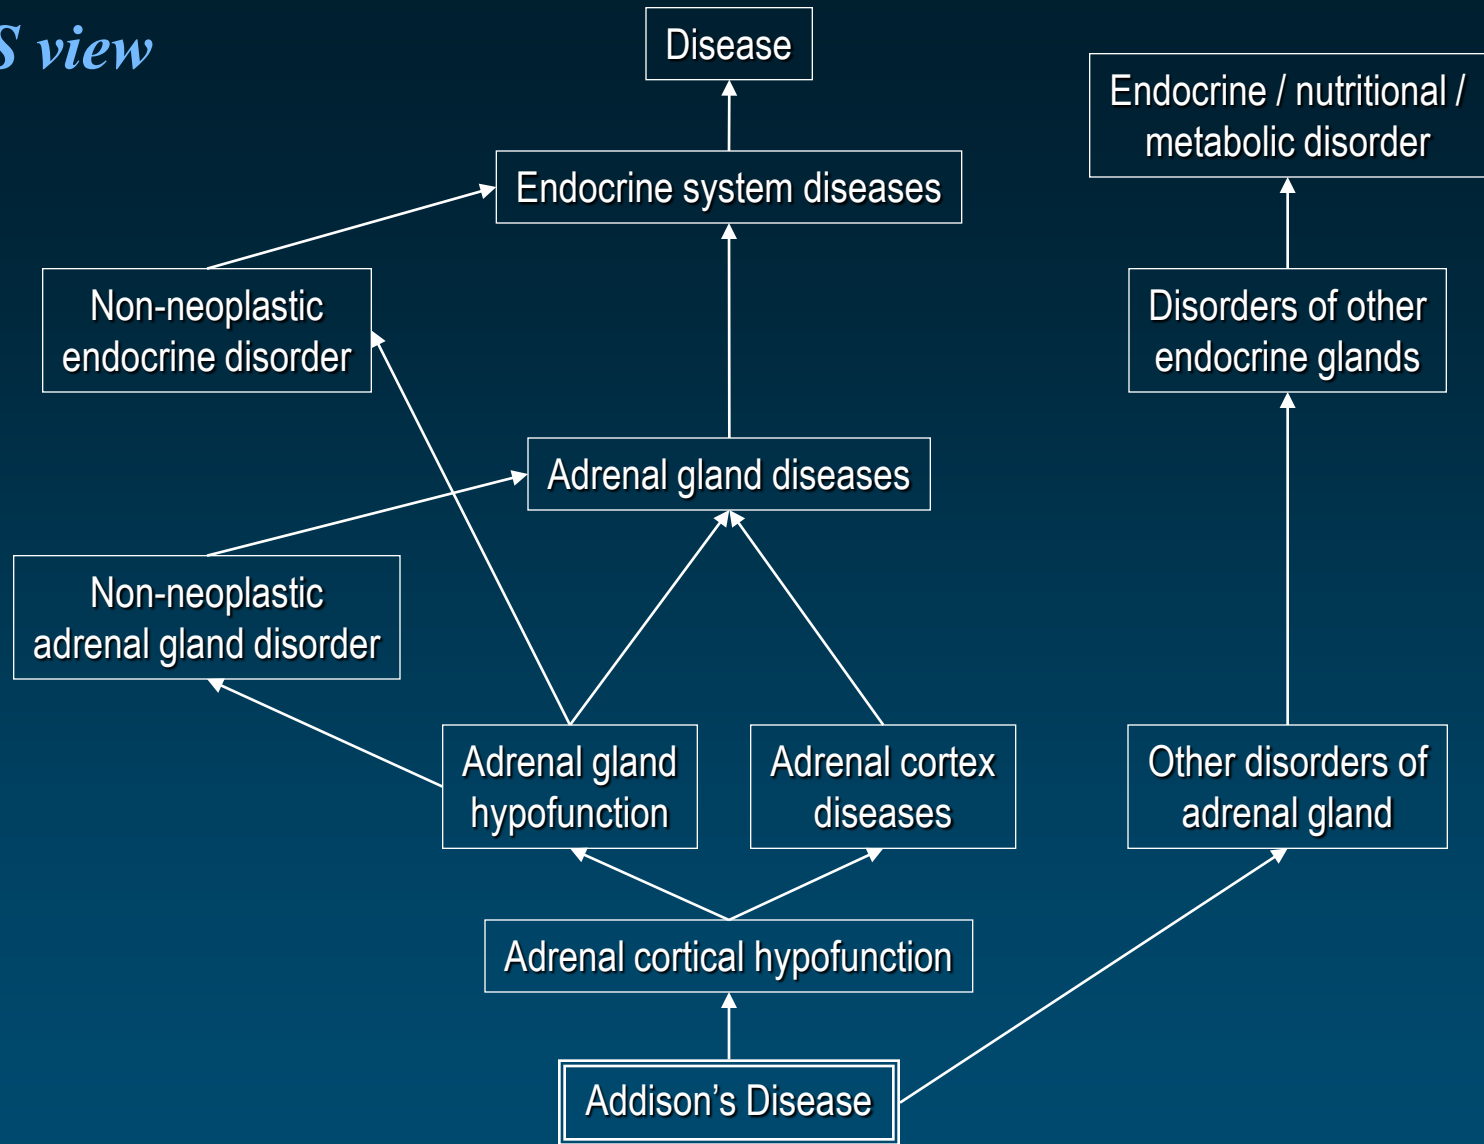 S view
Disease
Endocrine / nutritional /
metabolic disorder
Endocrine system diseases
Non-neoplastic
endocrine disorder
Disorders of other
endocrine glands
Adrenal gland diseases
Non-neoplastic
adrenal gland disorder
Adrenal gland
hypofunction
Adrenal cortex
diseases
Other disorders of
adrenal gland
Adrenal cortical hypofunction
Addison’s Disease